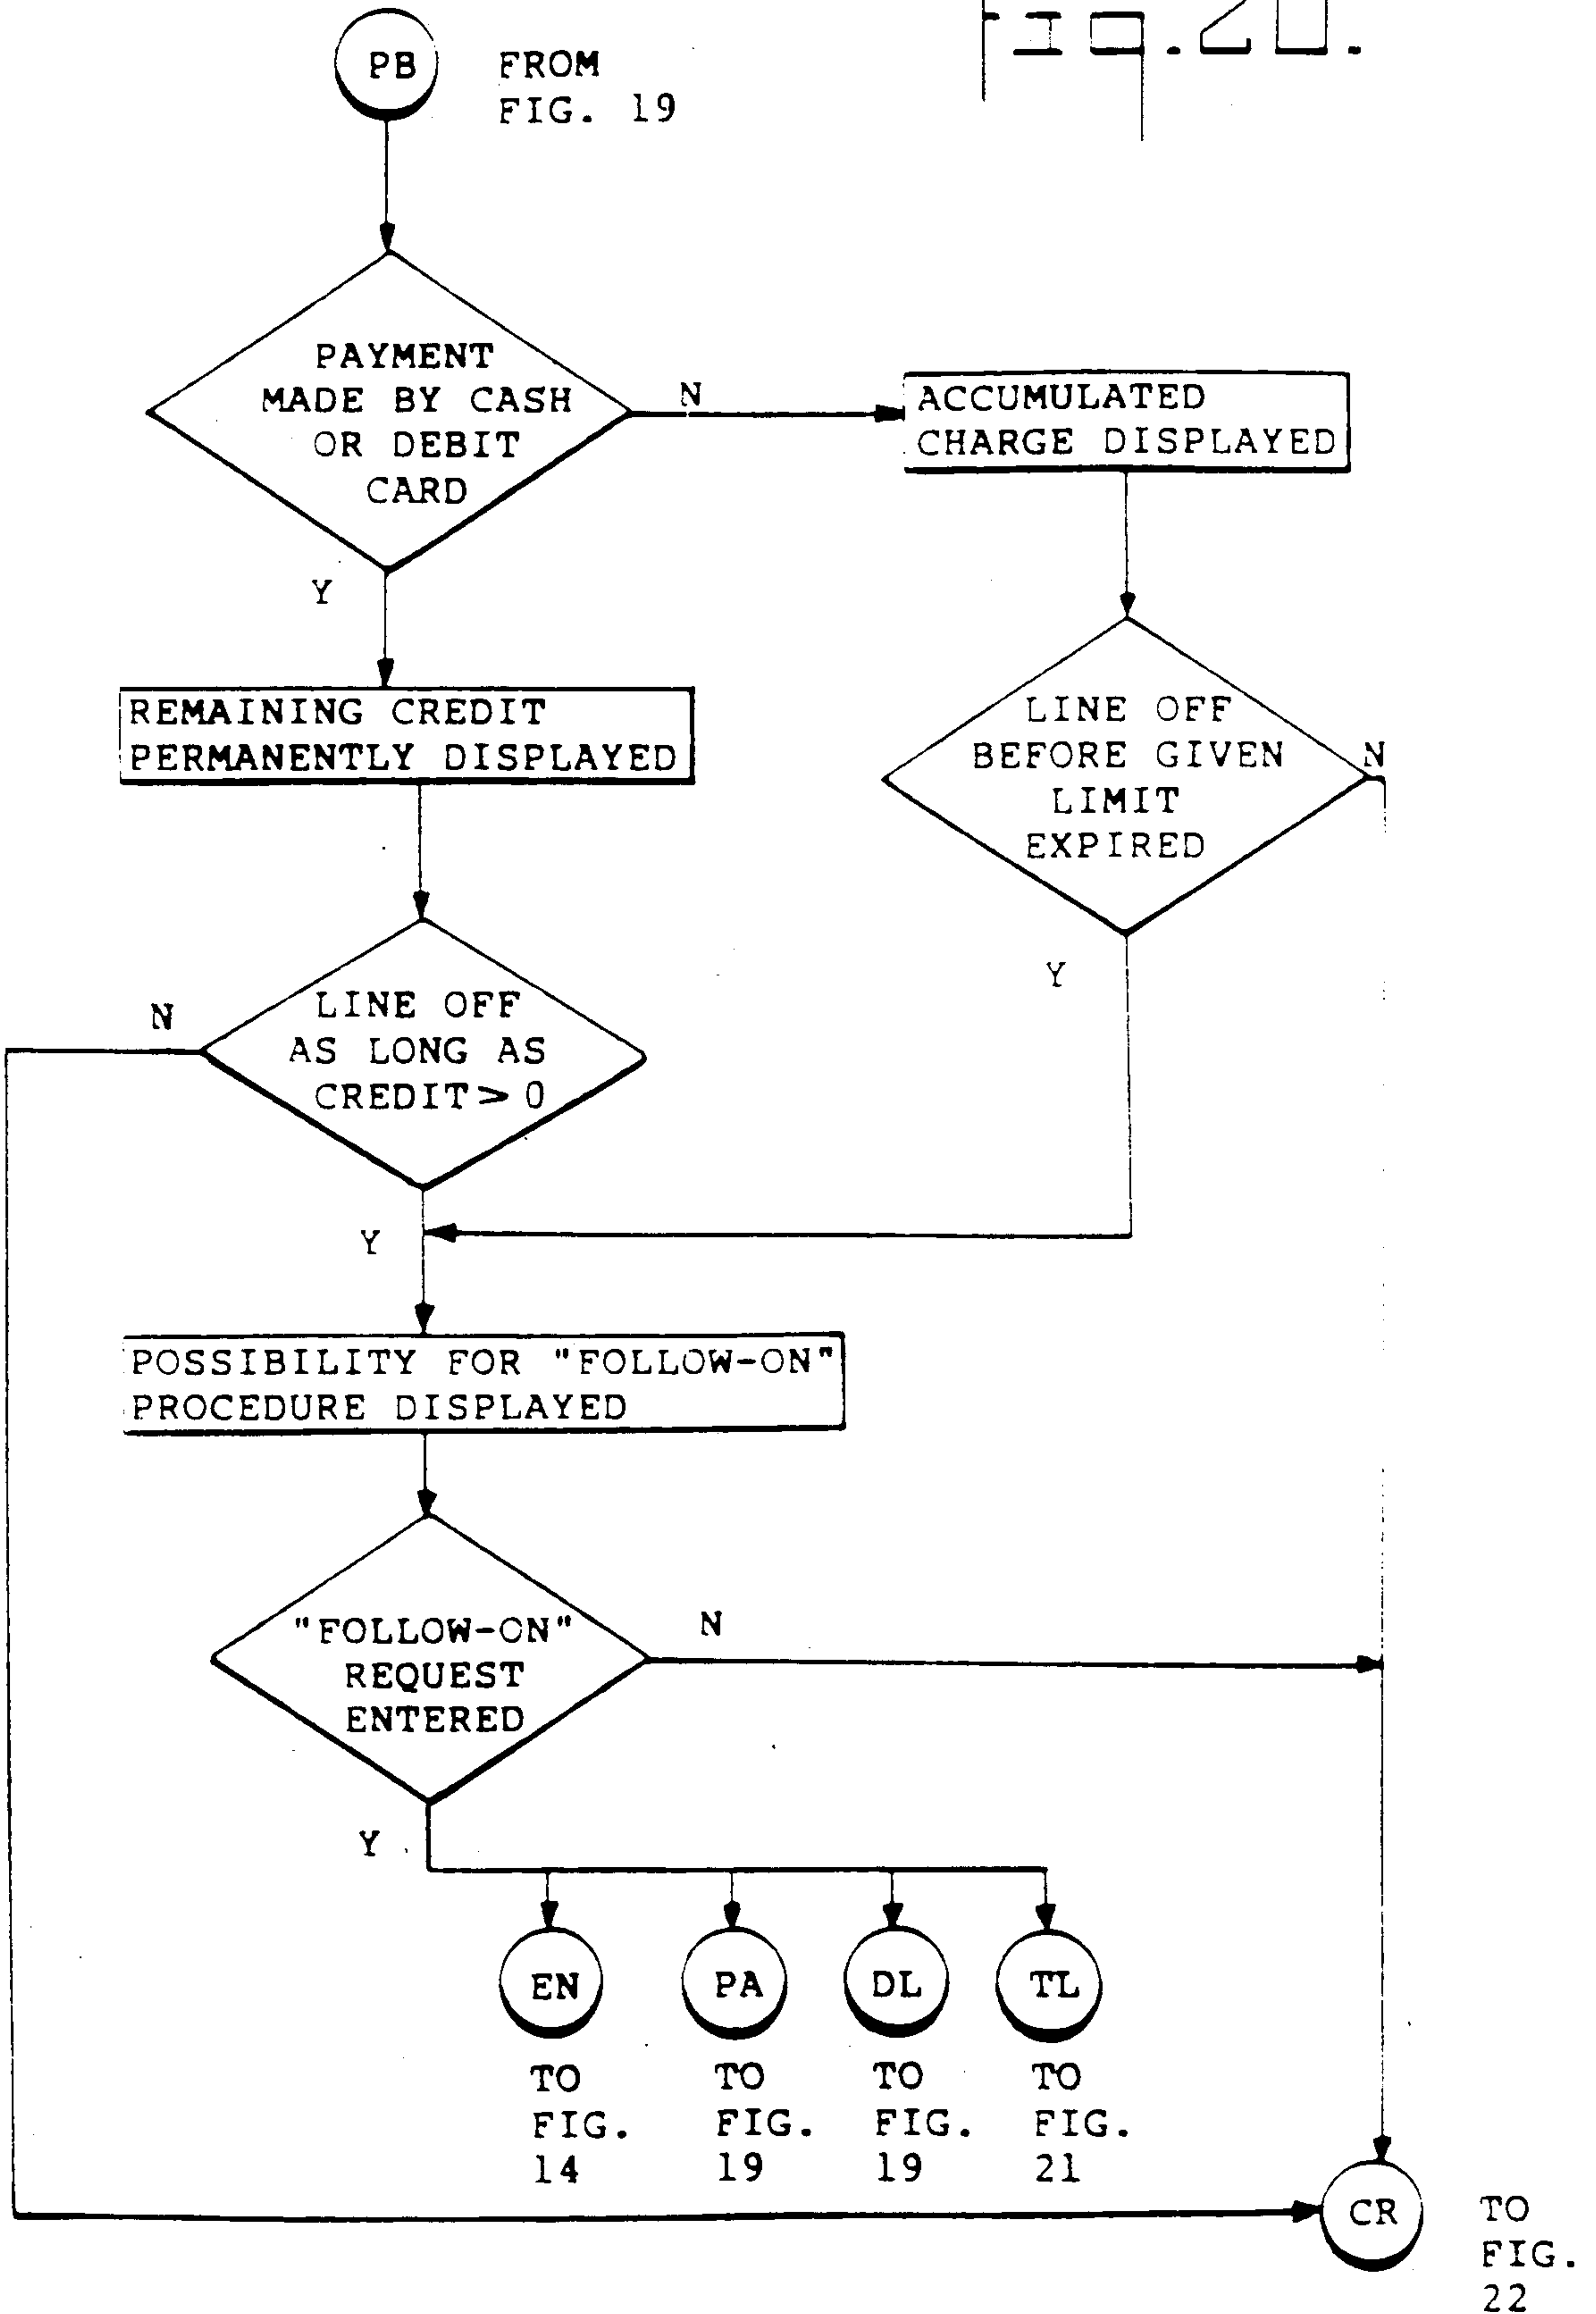 Fig.20.
PB
FROM
FIG. 19
PAYMENT
MADE BY CASH
OR DEBIT
CARD
N
Y
ACCUMULATED
CHARGE DISPLAYED
REMAINING CREDIT
PERMANENTLY DISPLAYED
LINE OFF
BEFORE GIVEN
LIMIT
EXPIRED
N
Y
LINE OFF
AS LONG AS
CREDIT > 0
N
Y
POSSIBILITY FOR "FOLLOW-ON"
PROCEDURE DISPLAYED
"FOLLOW-ON"
REQUEST
ENTERED
N
Y
EN
TO
FIG.
14
PA
TO
FIG.
19
DL
TO
FIG.
19
TL
TO
FIG.
21
CR
TO
FIG.
22